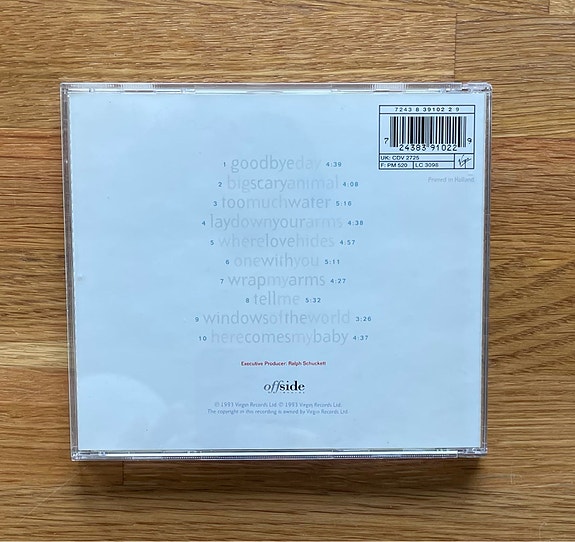 7243 8 39102 2 9
7 24383 91022 9
UK: CDV 2725
F: PM 520 LC 3098 Virgin
Printed in Holland
1 goodbyeday 4:39
2 bigscaryanimal 4:08
3 toomuchwater 5:16
4 laydownyourarms 4:38
5 wherelovehides 4:57
6 onewithyou 5:11
7 wrapmyarms 4:27
8 tellme 5:32
9 windowsoftheworld 3:26
10 herecomesmybaby 4:37
Executive Producer: Ralph Schuckett
offside
℗ 1993 Virgin Records Ltd. © 1993 Virgin Records Ltd.
The copyright in this recording is owned by Virgin Records Ltd